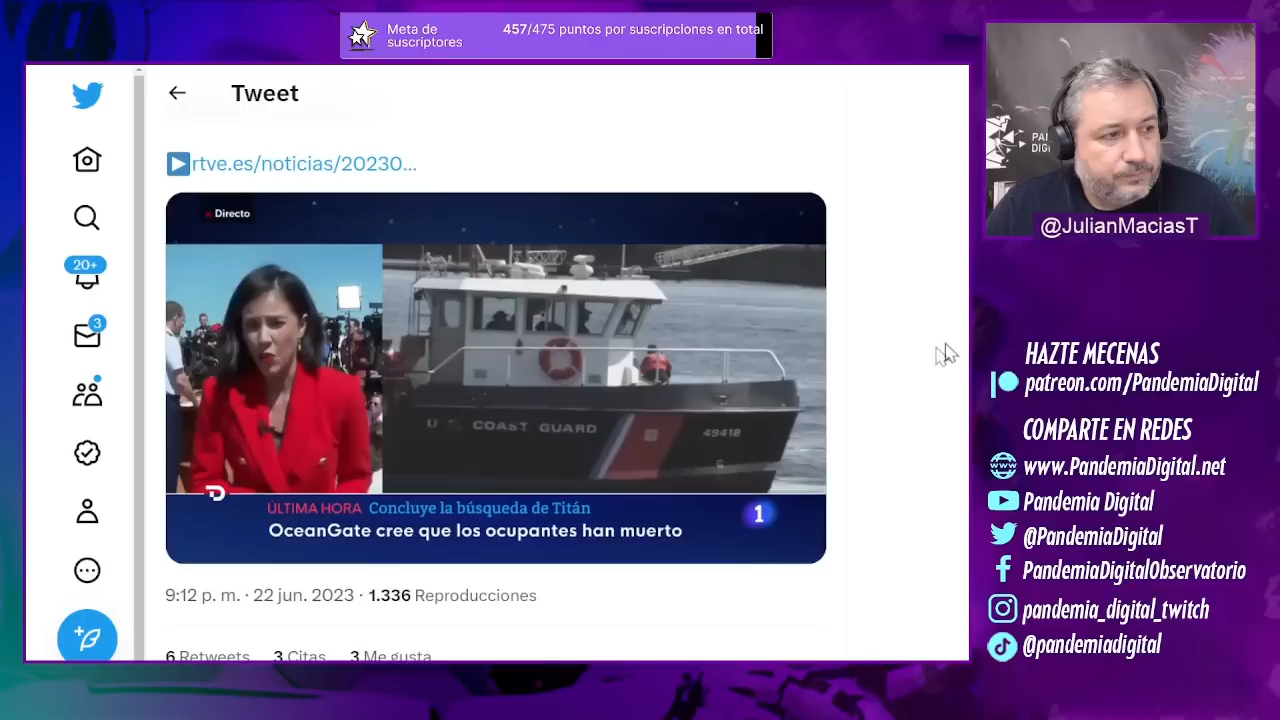 Meta de
suscriptores
457/475 puntos por suscripciones en total
Tweet
rtve.es/noticias/20230...
Directo
U. S. COAST GUARD
49418
ÚLTIMA HORA Concluye la búsqueda de Titán
OceanGate cree que los ocupantes han muerto
1
9:12 p. m. · 22 jun. 2023 · 1.336 Reproducciones
6 Retweets 3 Citas 3 Me gusta
20+
3
@JulianMaciasT
HAZTE MECENAS
patreon.com/PandemiaDigital
COMPARTE EN REDES
www.PandemiaDigital.net
Pandemia Digital
@PandemiaDigital
PandemiaDigitalObservatorio
pandemia_digital_twitch
@pandemiadigital